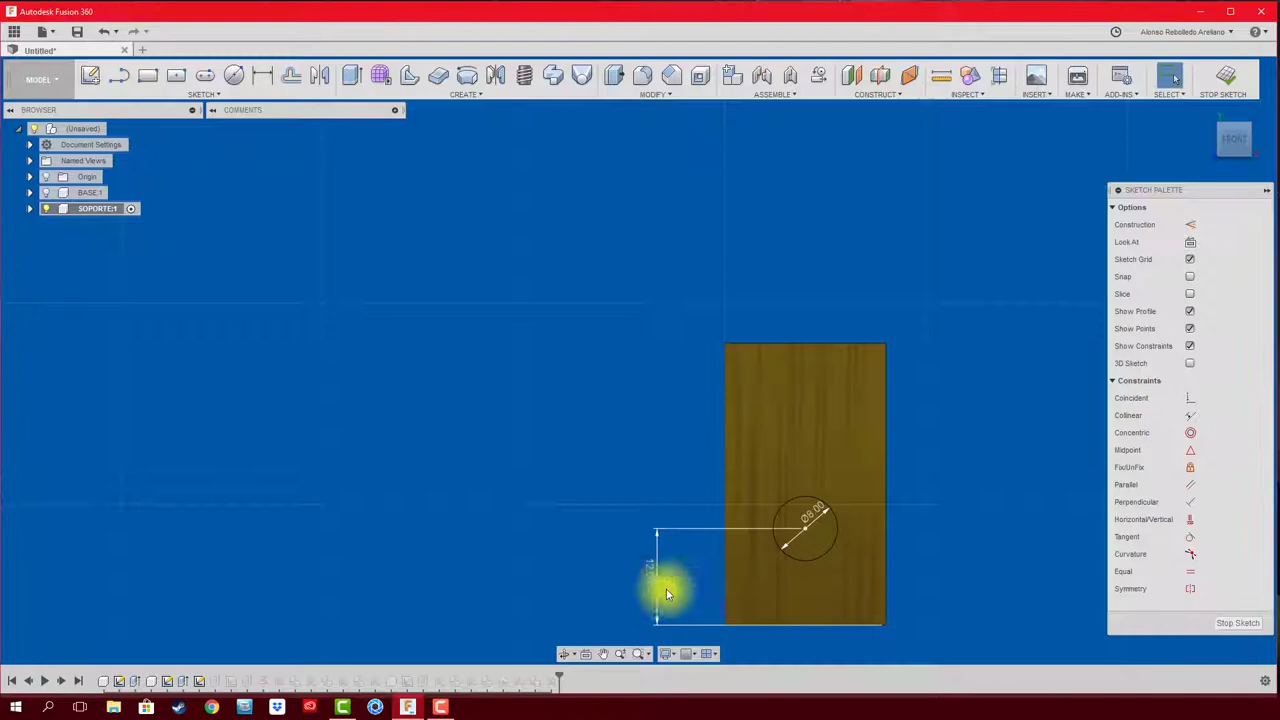 Autodesk Fusion 360
Alonso Rebolledo Arellano
Untitled*
MODEL
SKETCH
CREATE
MODIFY
ASSEMBLE
CONSTRUCT
INSPECT
INSERT
MAKE
ADD-INS
SELECT
STOP SKETCH
BROWSER
COMMENTS
(Unsaved)
Document Settings
Named Views
Origin
BASE:1
SOPORTE:1
FRONT
SKETCH PALETTE
Options
Construction
Look At
Sketch Grid
Snap
Slice
Show Profile
Show Points
Show Constraints
3D Sketch
Constraints
Coincident
Collinear
Concentric
Midpoint
Fix/UnFix
Parallel
Perpendicular
Horizontal/Vertical
Tangent
Curvature
Equal
Symmetry
Stop Sketch
Ø8.00